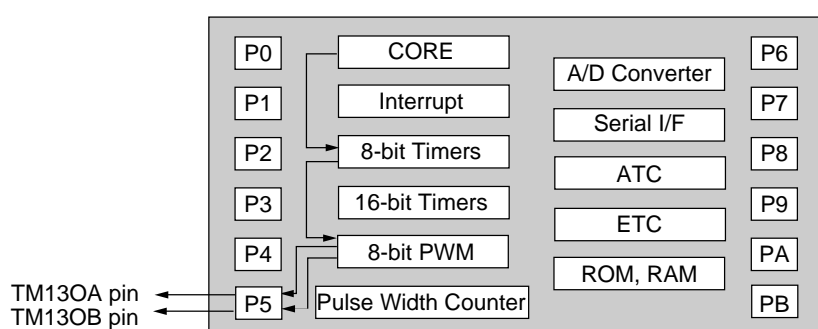 P0
CORE
P6
A/D Converter
P1
Interrupt
P7
Serial I/F
P2
8-bit Timers
P8
ATC
P3
16-bit Timers
P9
ETC
P4
8-bit PWM
PA
ROM, RAM
TM13OA pin
P5
Pulse Width Counter
PB
TM13OB pin